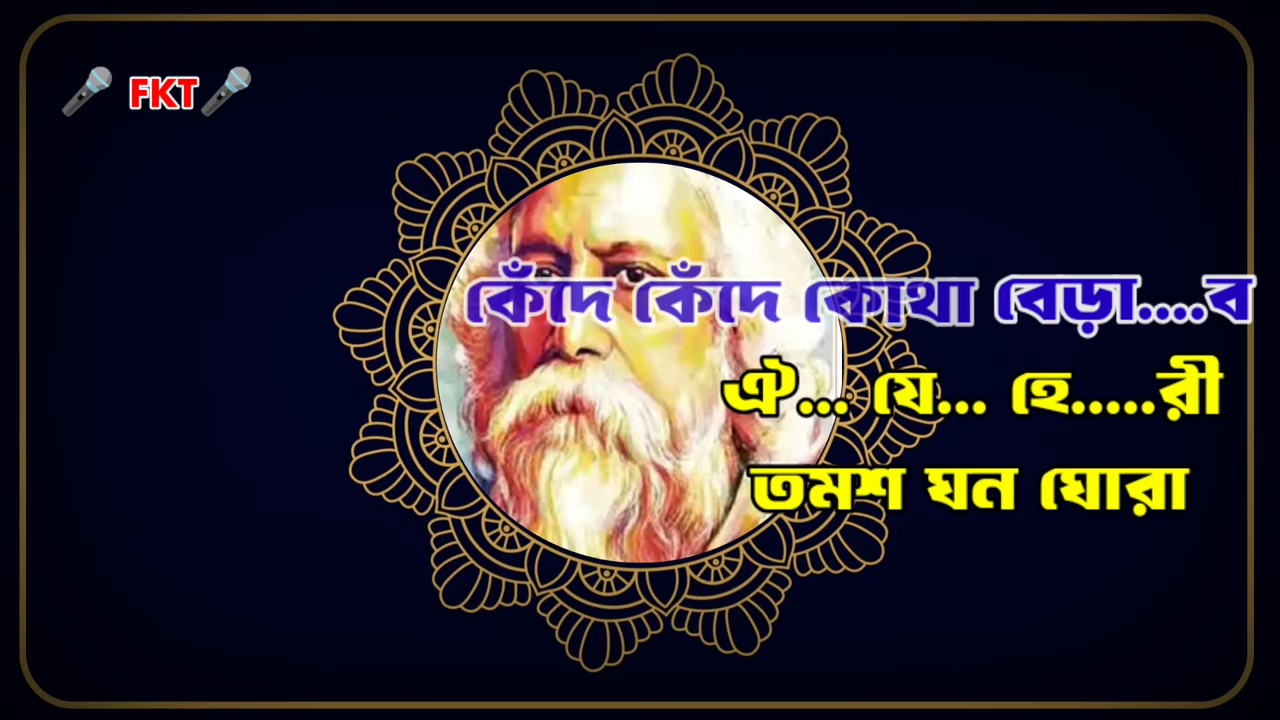 🎤 FKT 🎤
কেঁদে কেঁদে কোথা বেড়া....ব
ঐ... যে... হে.....রী
তমশ ঘন ঘোরা